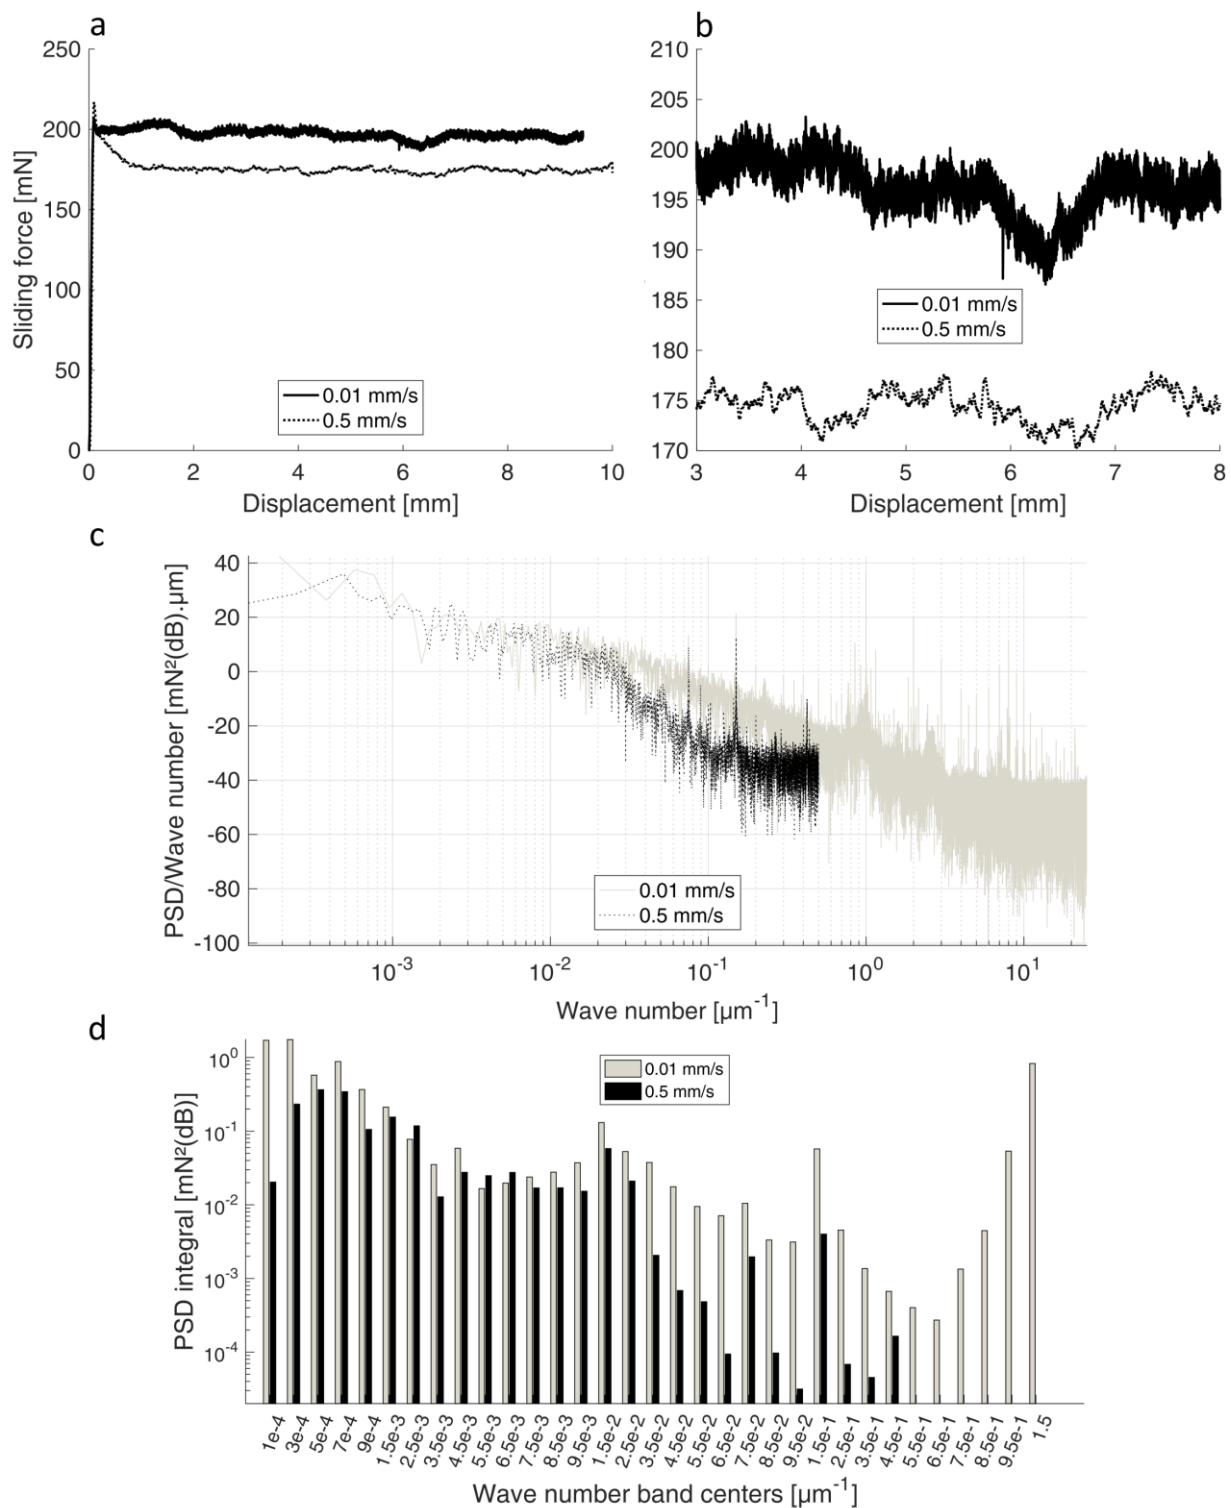 a
b
250
200
150
100
50
0
Sliding force [mN]
0.01 mm/s
0.5 mm/s
0
2
4
6
8
10
Displacement [mm]
210
205
200
195
190
185
180
175
170
0.01 mm/s
0.5 mm/s
3
4
5
6
7
8
Displacement [mm]
c
40
20
0
-20
-40
-60
-80
-100
PSD/Wave number [mN²(dB).µm]
0.01 mm/s
0.5 mm/s
10⁻³
10⁻²
10⁻¹
10⁰
10¹
Wave number [µm⁻¹]
d
10⁰
10⁻¹
10⁻²
10⁻³
10⁻⁴
PSD integral [mN²(dB)]
0.01 mm/s
0.5 mm/s
1e-4
3e-4
5e-4
7e-4
9e-4
1.5e-3
2.5e-3
3.5e-3
4.5e-3
5.5e-3
6.5e-3
7.5e-3
8.5e-3
9.5e-3
1.5e-2
2.5e-2
3.5e-2
4.5e-2
5.5e-2
6.5e-2
7.5e-2
8.5e-2
9.5e-2
1.5e-1
2.5e-1
3.5e-1
4.5e-1
5.5e-1
6.5e-1
7.5e-1
8.5e-1
9.5e-1
1.5
Wave number band centers [µm⁻¹]